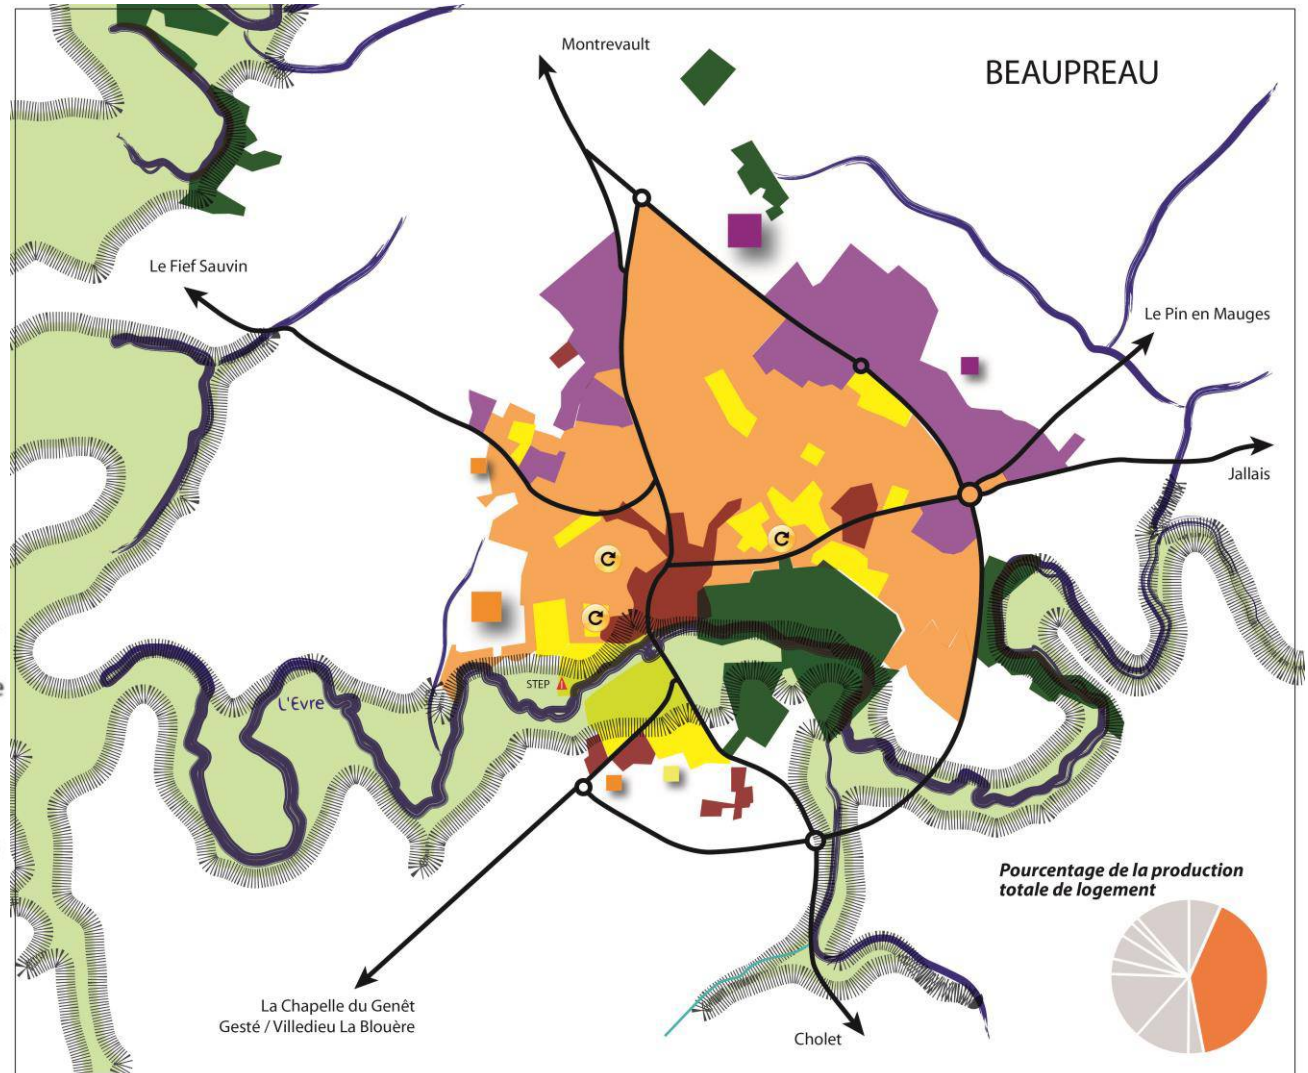 Montrevault
BEAUPREAU
Le Fief Sauvin
Le Pin en Mauges
Jallais
STEP
L'Evre
Pourcentage de la production
totale de logement
La Chapelle du Genêt
Gesté / Villedieu La Blouère
Cholet